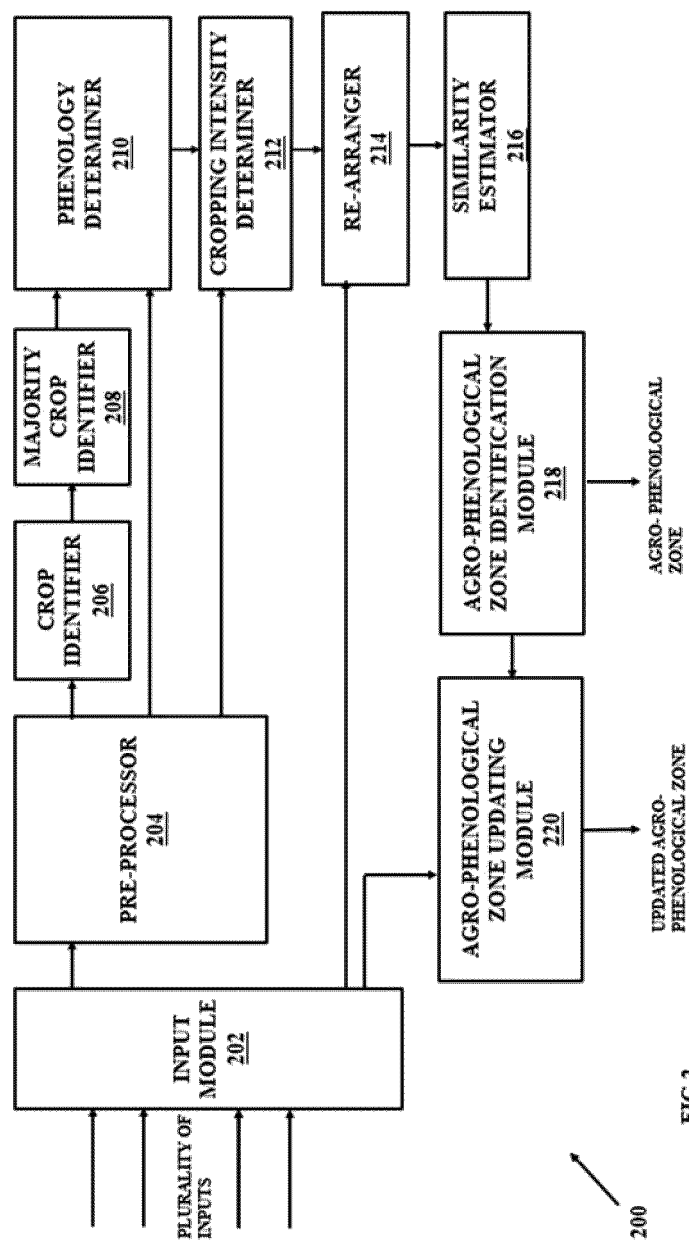 PLURALITY OF
INPUTS
INPUT
MODULE
202
PRE-PROCESSOR
204
CROP
IDENTIFIER
206
MAJORITY
CROP
IDENTIFIER
208
PHENOLOGY
DETERMINER
210
CROPPING INTENSITY
DETERMINER
212
RE-ARRANGER
214
SIMILARITY
ESTIMATOR
216
AGRO-PHENOLOGICAL
ZONE IDENTIFICATION
MODULE
218
AGRO- PHENOLOGICAL
ZONE
AGRO-PHENOLOGICAL
ZONE UPDATING
MODULE
220
UPDATED AGRO-
PHENOLOGICAL ZONE
200
FIG.2